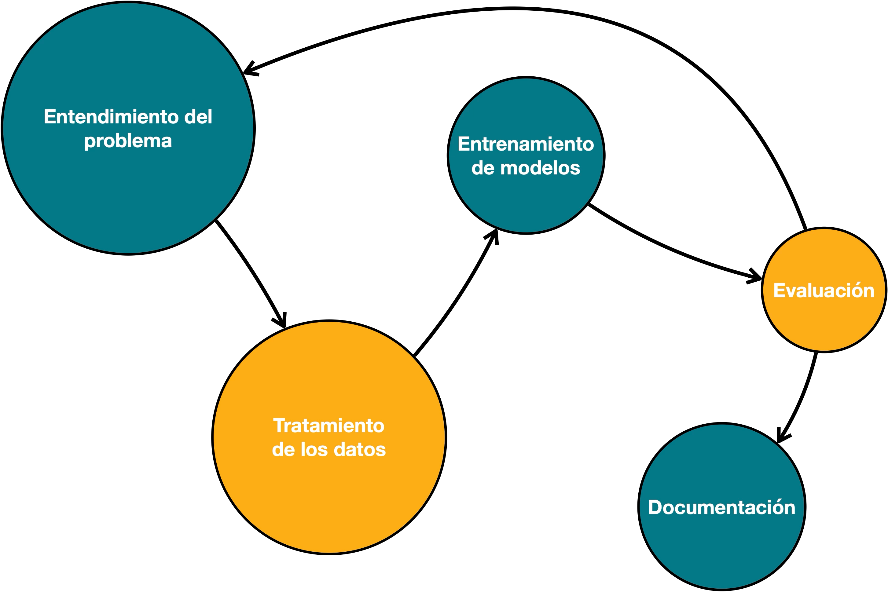 Entendimiento del
problema
Entrenamiento
de modelos
Evaluación
Tratamiento
de los datos
Documentación